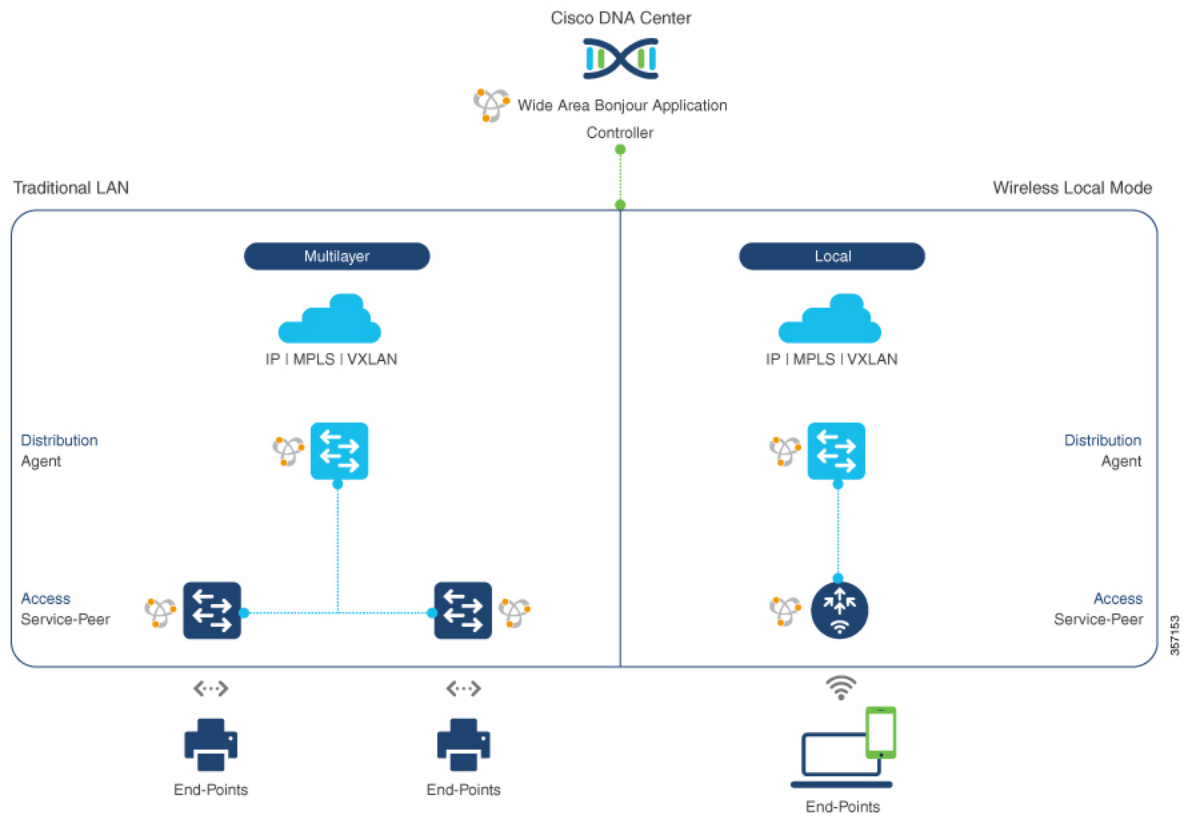 Cisco DNA Center
Wide Area Bonjour Application
Controller
Traditional LAN
Wireless Local Mode
Multilayer
Local
IP | MPLS | VXLAN
IP | MPLS | VXLAN
Distribution
Agent
Distribution
Agent
Access
Service-Peer
Access
Service-Peer
357153
End-Points
End-Points
End-Points